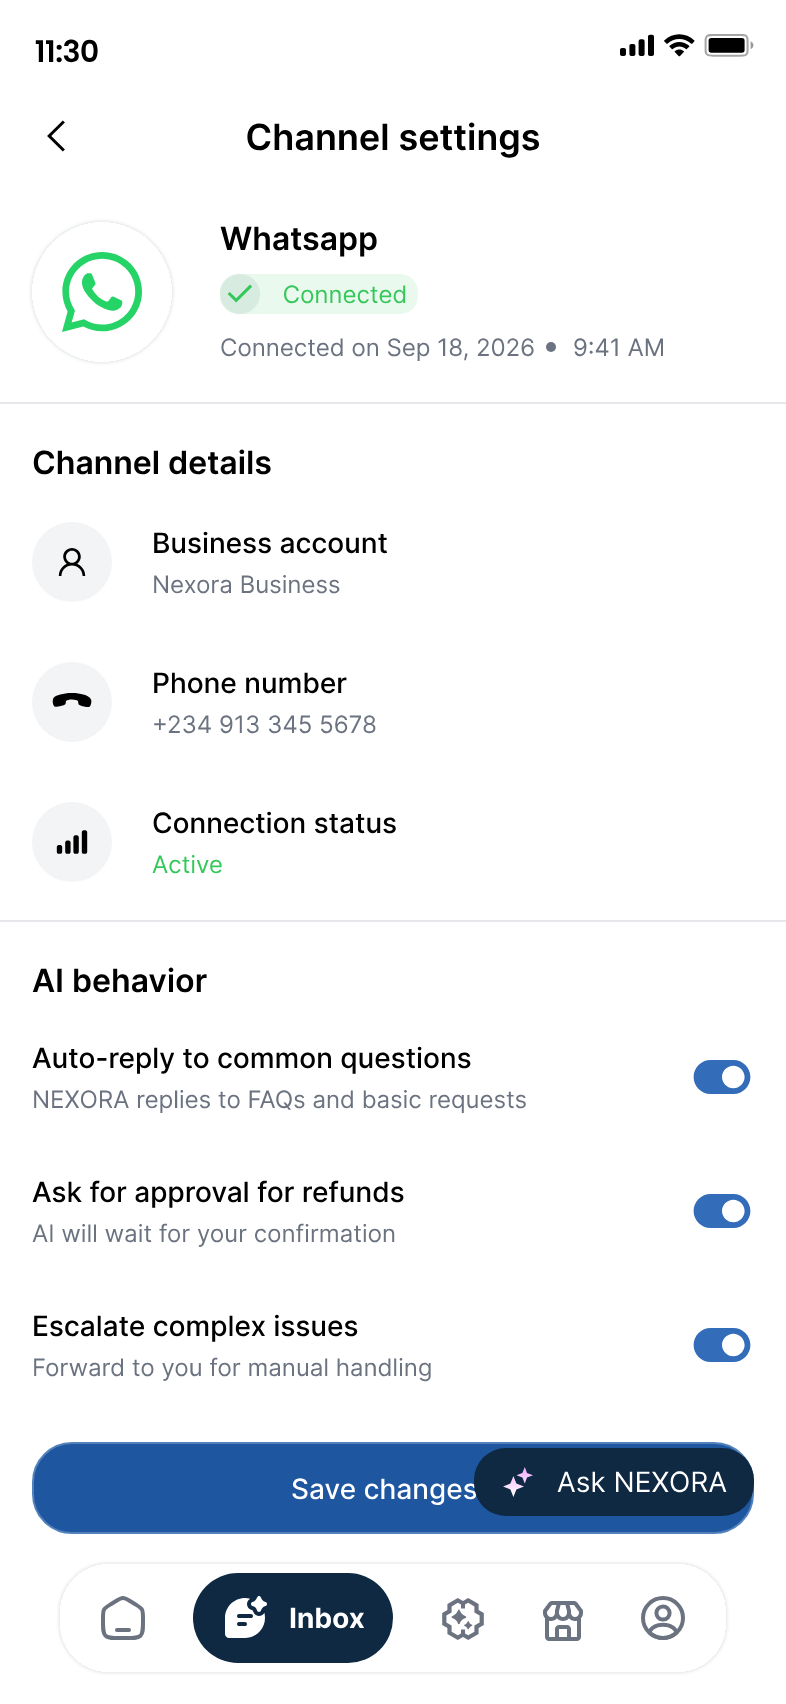 11:30
Channel settings
Whatsapp
Connected
Connected on Sep 18, 2026 • 9:41 AM
Channel details
Business account
Nexora Business
Phone number
+234 913 345 5678
Connection status
Active
AI behavior
Auto-reply to common questions
NEXORA replies to FAQs and basic requests
Ask for approval for refunds
AI will wait for your confirmation
Escalate complex issues
Forward to you for manual handling
Save changes
Ask NEXORA
Inbox